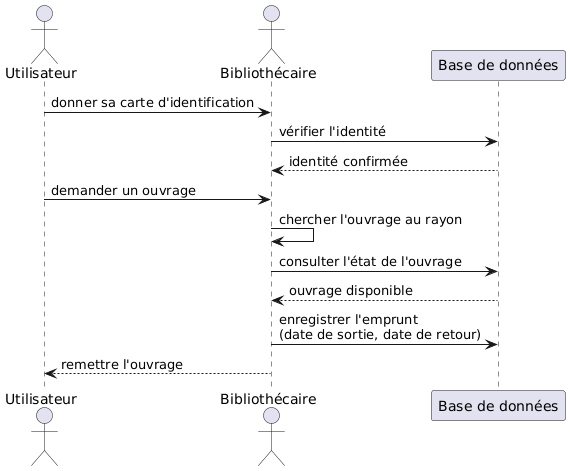 Utilisateur
Bibliothécaire
Base de données
donner sa carte d'identification
vérifier l'identité
identité confirmée
demander un ouvrage
chercher l'ouvrage au rayon
consulter l'état de l'ouvrage
ouvrage disponible
enregistrer l'emprunt
(date de sortie, date de retour)
remettre l'ouvrage
Utilisateur
Bibliothécaire
Base de données